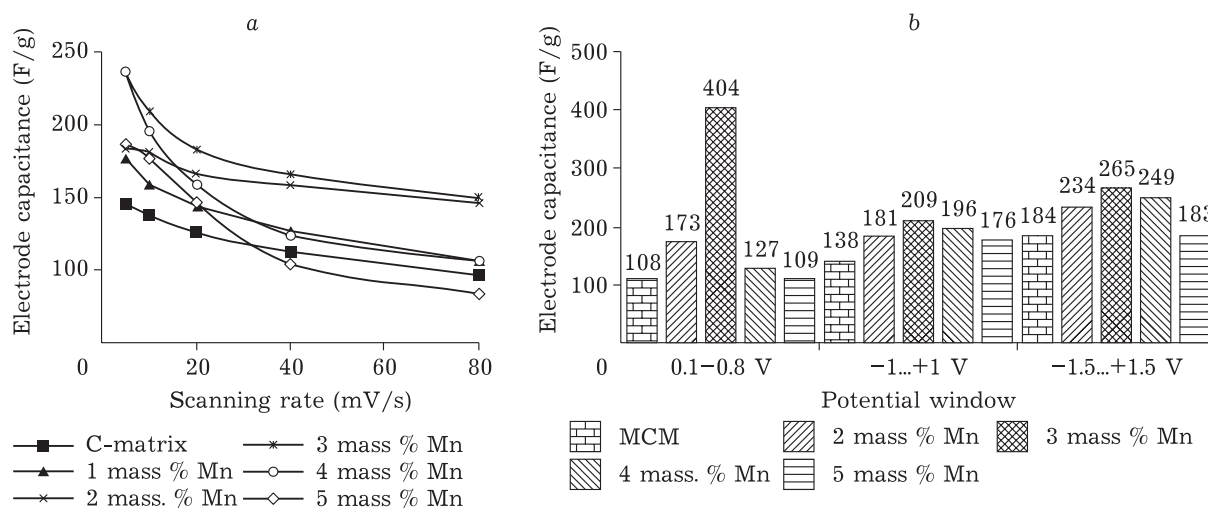 a
Electrode capacitance (F/g)
250
200
150
100
0
20
40
60
80
Scanning rate (mV/s)
C-matrix
1 mass % Mn
2 mass. % Mn
3 mass % Mn
4 mass % Mn
5 mass % Mn
b
Electrode capacitance (F/g)
500
400
300
200
100
0
108
173
404
127
109
138
181
209
196
176
184
234
265
249
183
0.1–0.8 V
–1...+1 V
–1.5...+1.5 V
Potential window
MCM
2 mass % Mn
3 mass % Mn
4 mass. % Mn
5 mass % Mn